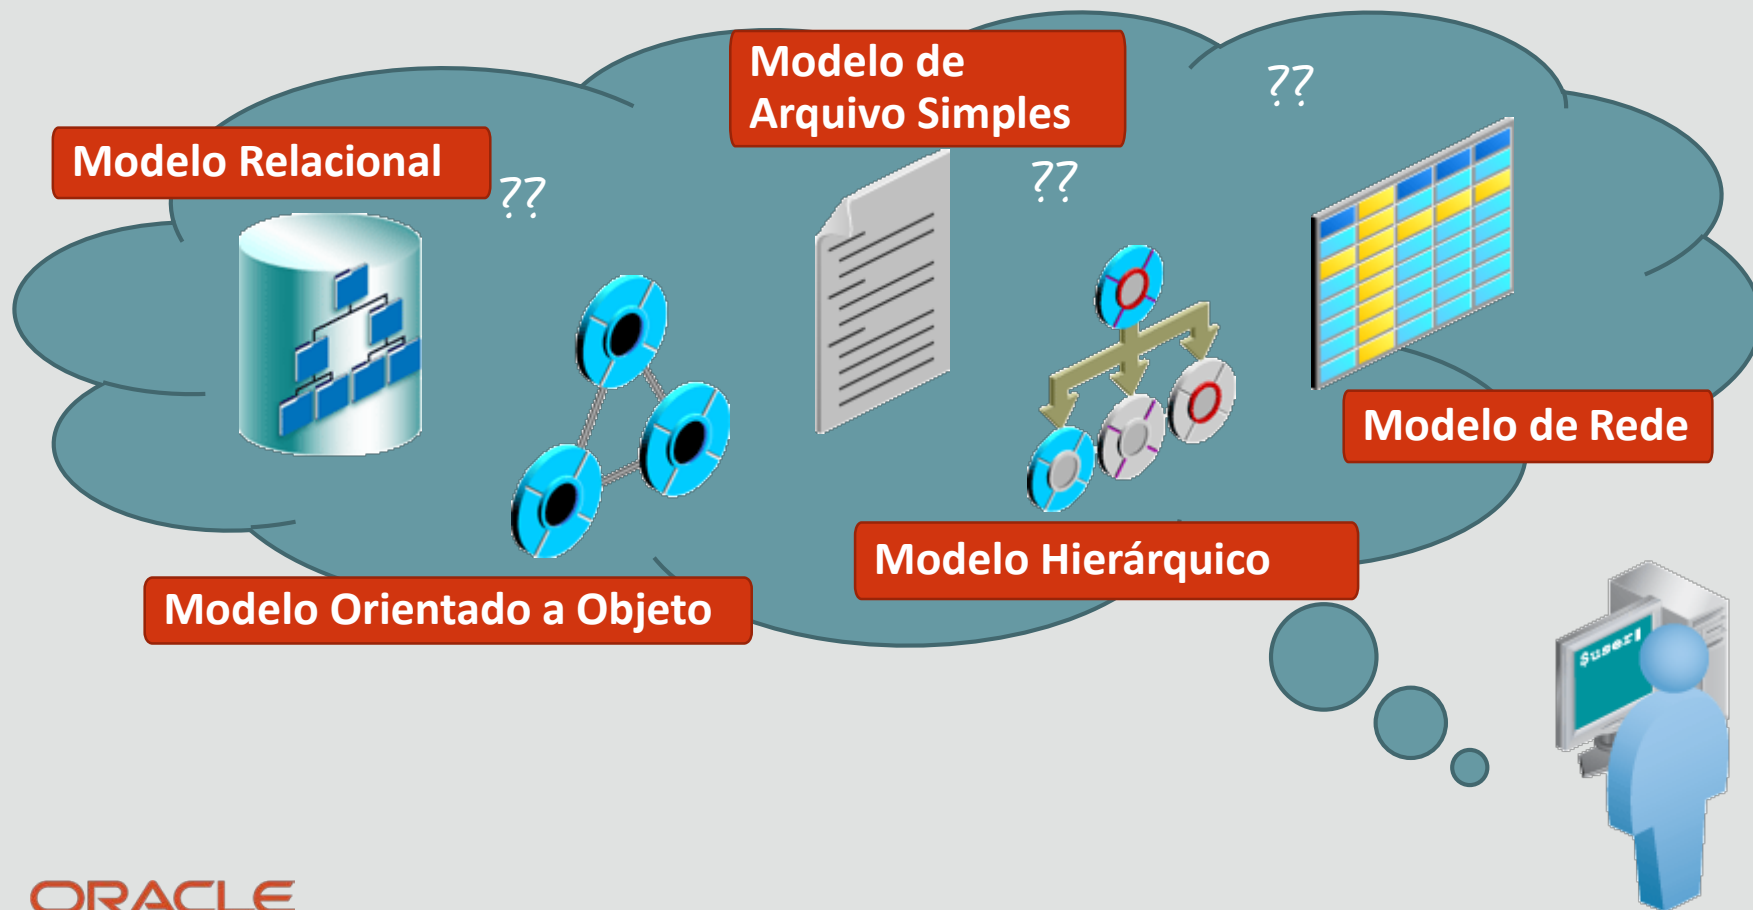 Modelo de
Arquivo Simples
??
Modelo Relacional
??
??
Modelo de Rede
Modelo Hierárquico
Modelo Orientado a Objeto
$user1
ORACLE